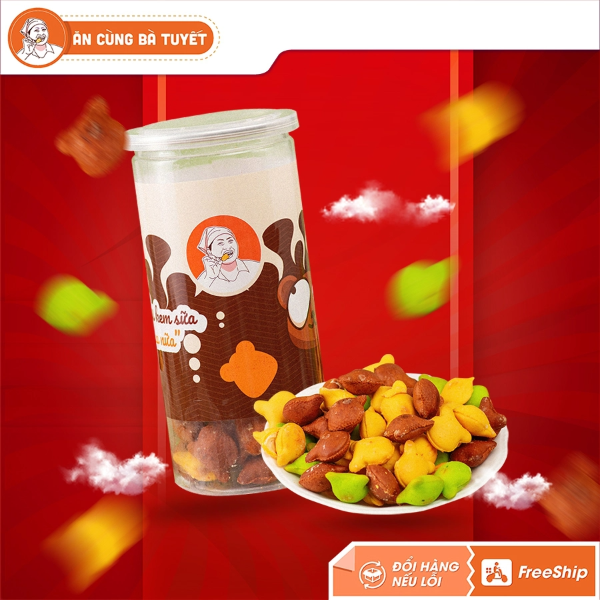 ĂN CÙNG BÀ TUYẾT
kem sữa
nữa"
ĐỔI HÀNG
NẾU LỖI
FreeShip